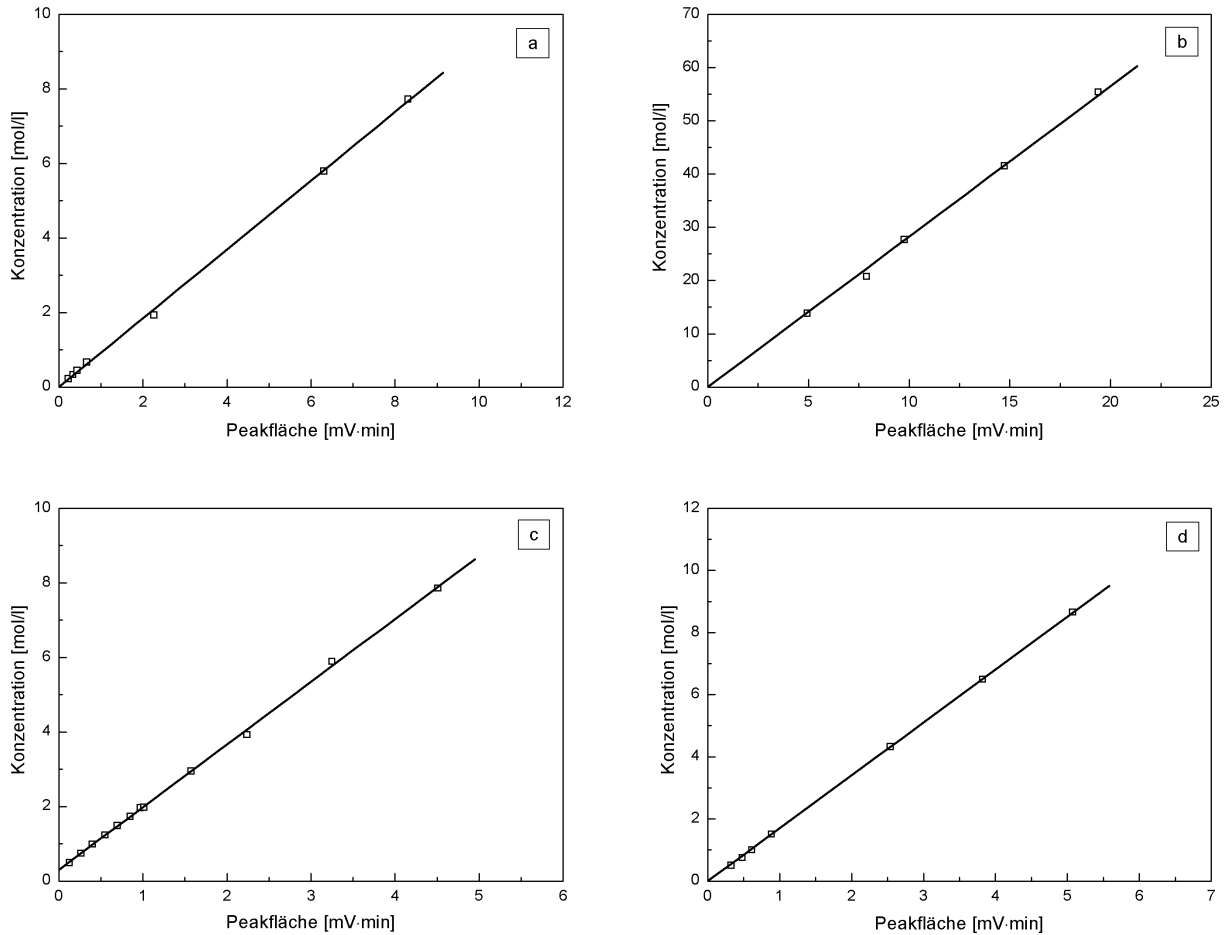 a
10
8
6
4
2
0
0 2 4 6 8 10 12
Konzentration [mol/l]
Peakfläche [mV·min]
b
70
60
50
40
30
20
10
0
0 5 10 15 20 25
Konzentration [mol/l]
Peakfläche [mV·min]
c
10
8
6
4
2
0
0 1 2 3 4 5 6
Konzentration [mol/l]
Peakfläche [mV·min]
d
12
10
8
6
4
2
0
0 1 2 3 4 5 6 7
Konzentration [mol/l]
Peakfläche [mV·min]